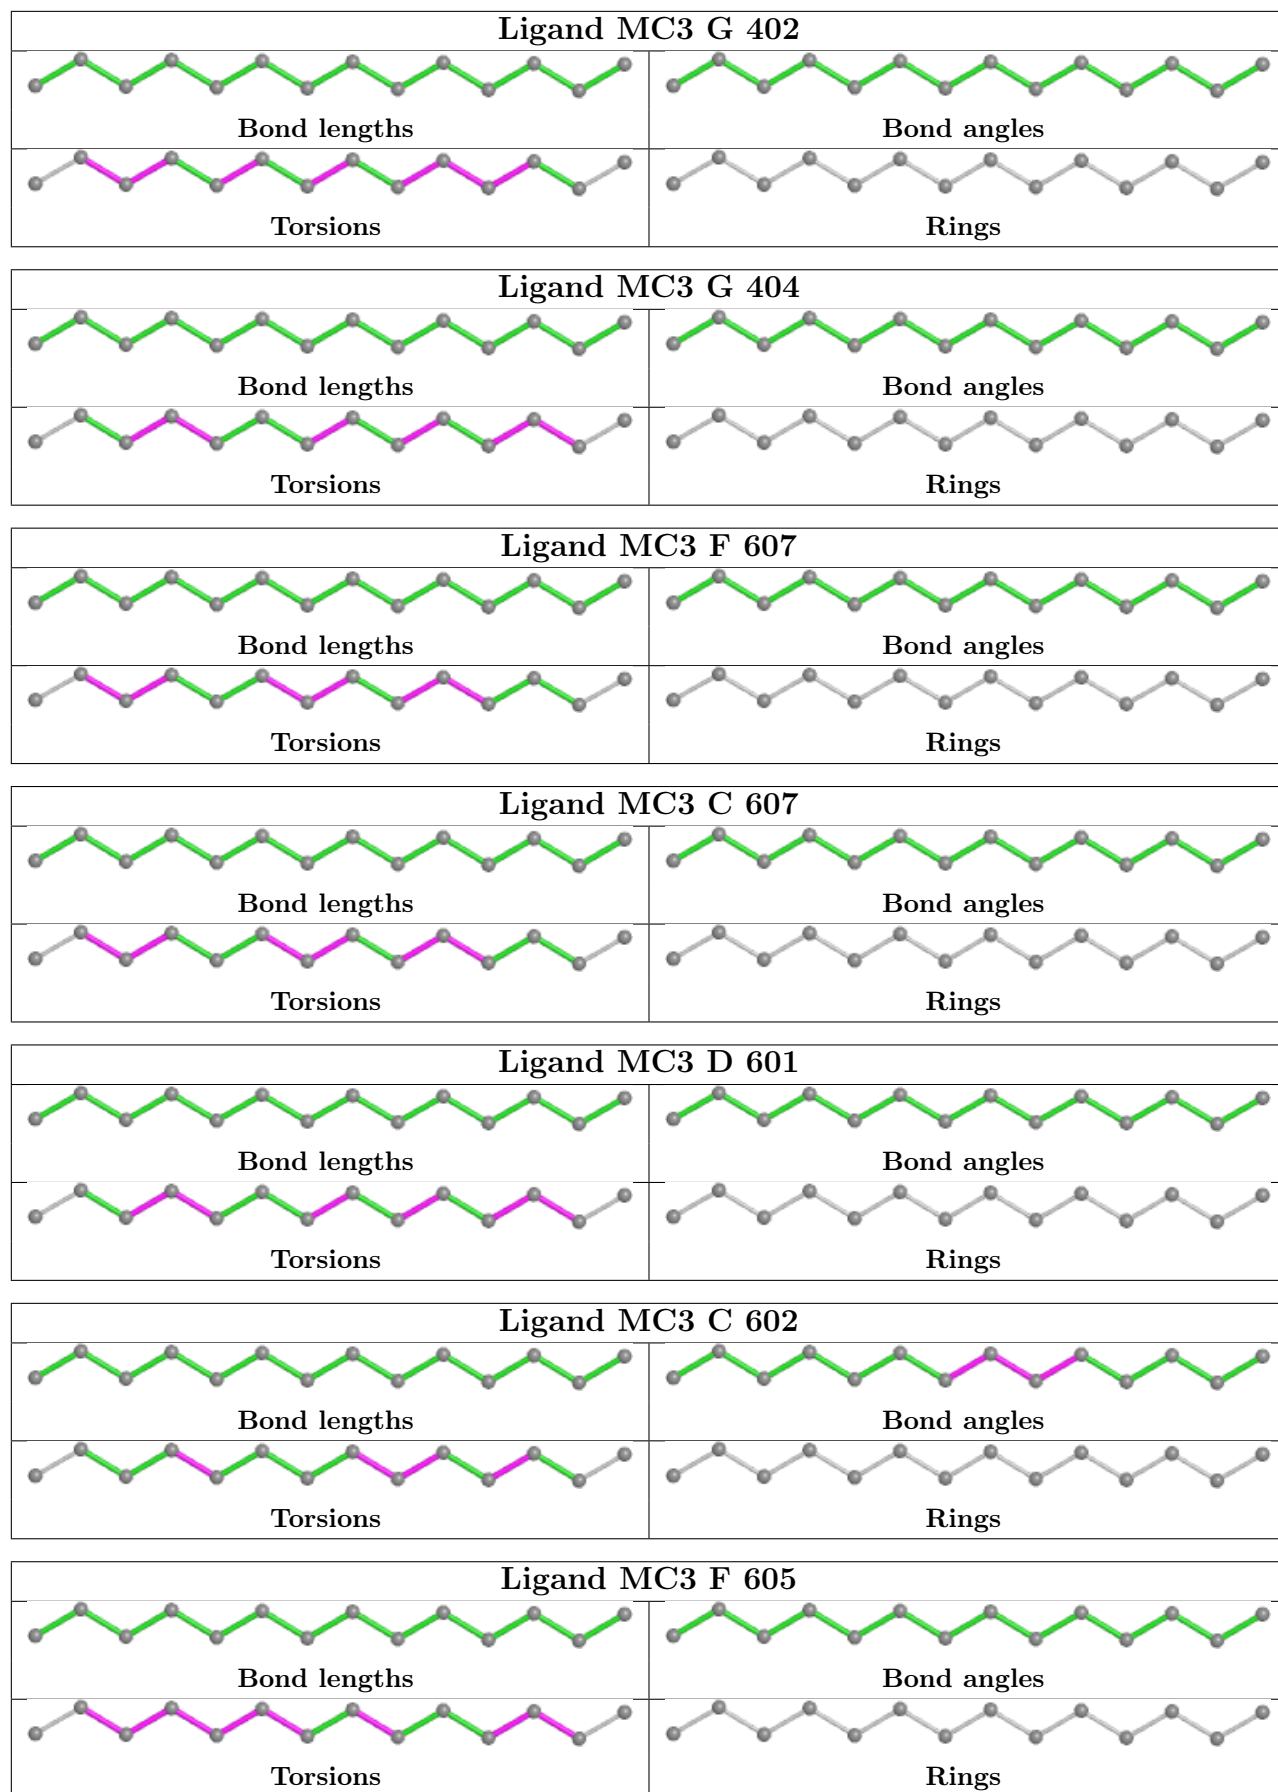 Ligand MC3 G 402
Bond lengths
Bond angles
Torsions
Rings
Ligand MC3 G 404
Bond lengths
Bond angles
Torsions
Rings
Ligand MC3 F 607
Bond lengths
Bond angles
Torsions
Rings
Ligand MC3 C 607
Bond lengths
Bond angles
Torsions
Rings
Ligand MC3 D 601
Bond lengths
Bond angles
Torsions
Rings
Ligand MC3 C 602
Bond lengths
Bond angles
Torsions
Rings
Ligand MC3 F 605
Bond lengths
Bond angles
Torsions
Rings